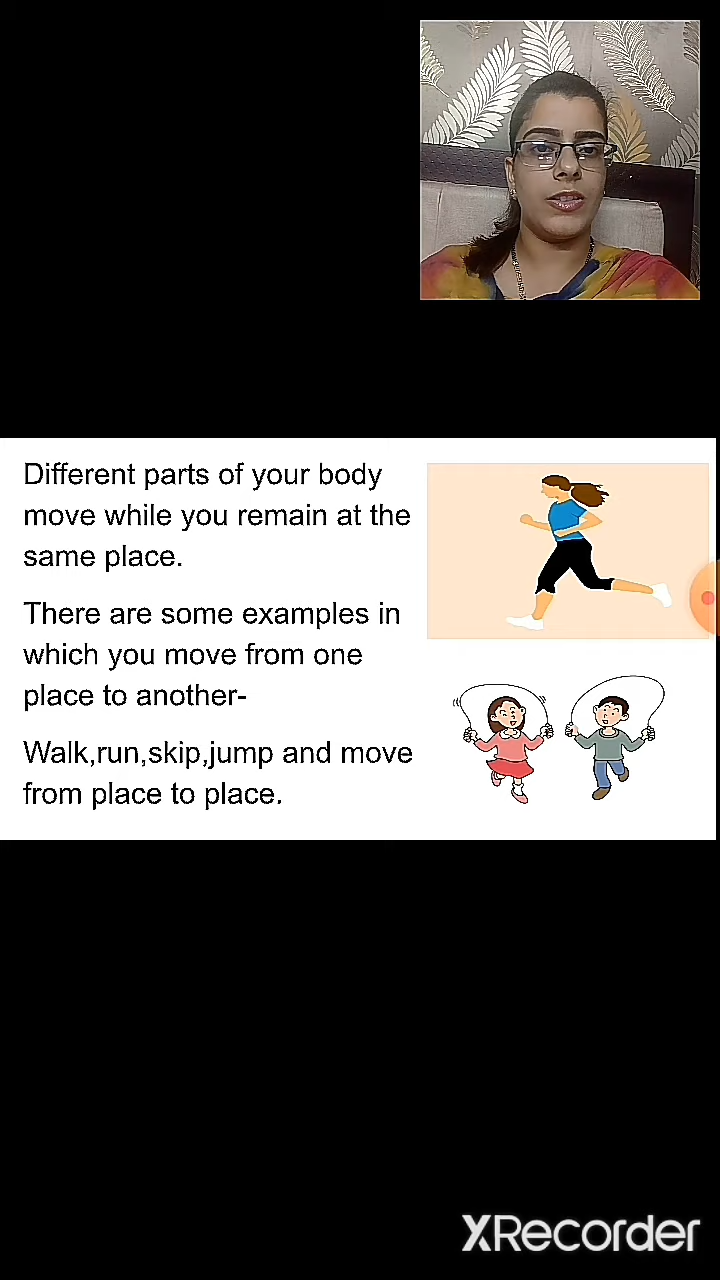 Different parts of your body
move while you remain at the
same place.
There are some examples in
which you move from one
place to another-
Walk,run,skip,jump and move
from place to place.
XRecorder